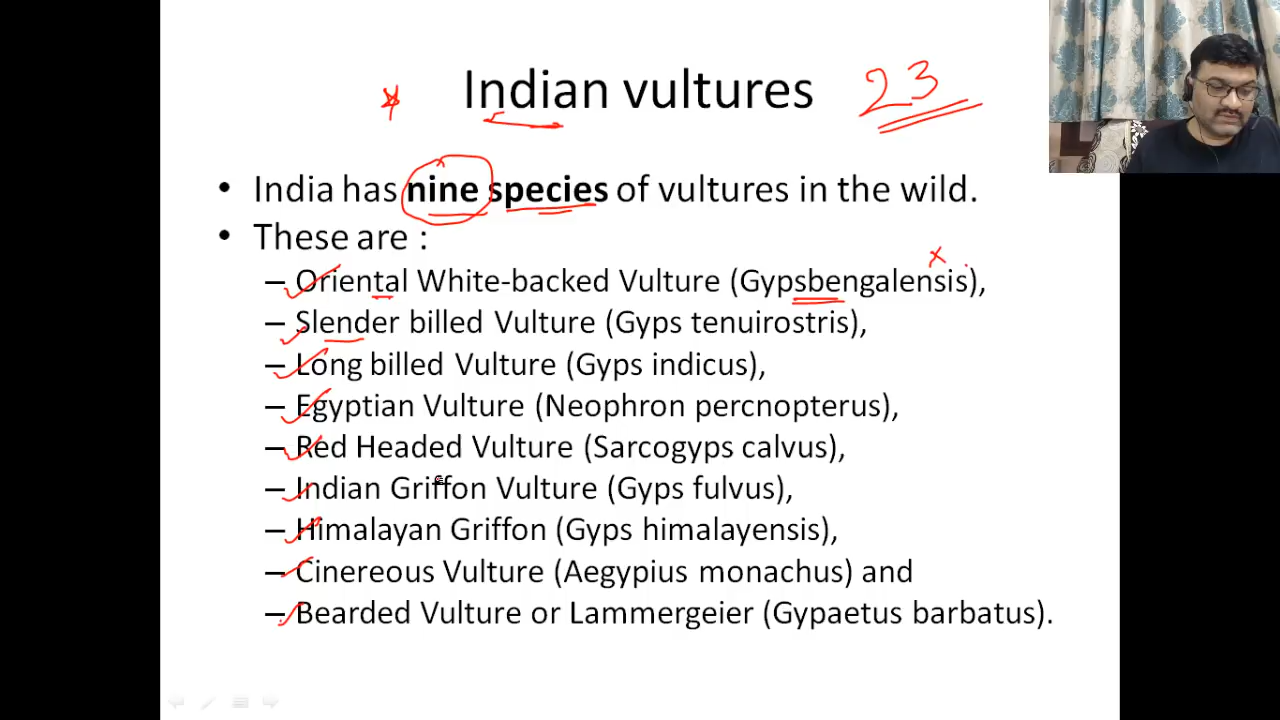 Indian vultures 23
• India has nine species of vultures in the wild.
• These are :
– Oriental White-backed Vulture (Gypsbengalensis),
– Slender billed Vulture (Gyps tenuirostris),
– Long billed Vulture (Gyps indicus),
– Egyptian Vulture (Neophron percnopterus),
– Red Headed Vulture (Sarcogyps calvus),
– Indian Griffon Vulture (Gyps fulvus),
– Himalayan Griffon (Gyps himalayensis),
– Cinereous Vulture (Aegypius monachus) and
– Bearded Vulture or Lammergeier (Gypaetus barbatus).